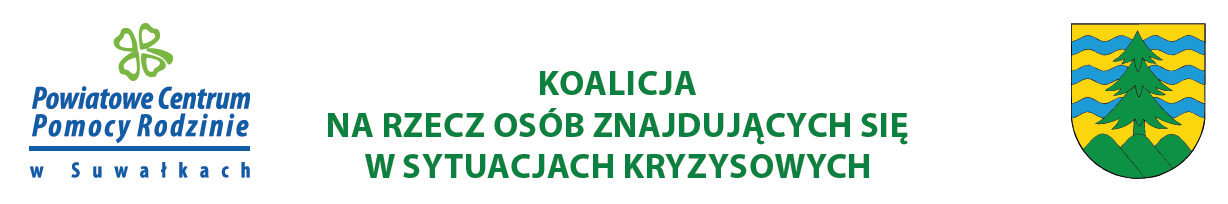 Powiatowe Centrum
Pomocy Rodzinie
w Suwałkach
KOALICJA
NA RZECZ OSÓB ZNAJDUJĄCYCH SIĘ
W SYTUACJACH KRYZYSOWYCH